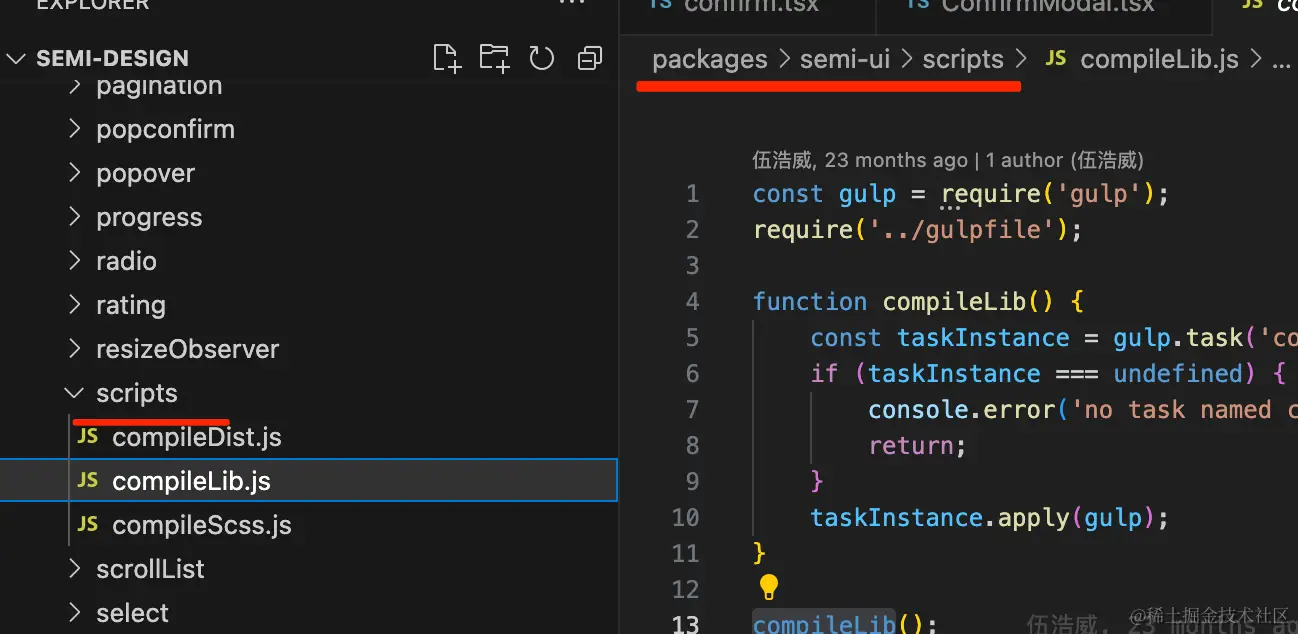 EXPLORER
SEMI-DESIGN
pagination
popconfirm
popover
progress
radio
rating
resizeObserver
scripts
JS compileDist.js
JS compileLib.js
JS compileScss.js
scrollList
select
TS confirm.tsx
TS ConfirmModal.tsx
JS
packages > semi-ui > scripts > JS compileLib.js > ...
伍浩威, 23 months ago | 1 author (伍浩威)
1 const gulp = require('gulp');
2 require('../gulpfile');
3
4 function compileLib() {
5 const taskInstance = gulp.task('co
6 if (taskInstance === undefined) {
7 console.error('no task named c
8 return;
9 }
10 taskInstance.apply(gulp);
11 }
12
13 compileLib(); 伍浩威, 23 months ag
@稀土掘金技术社区